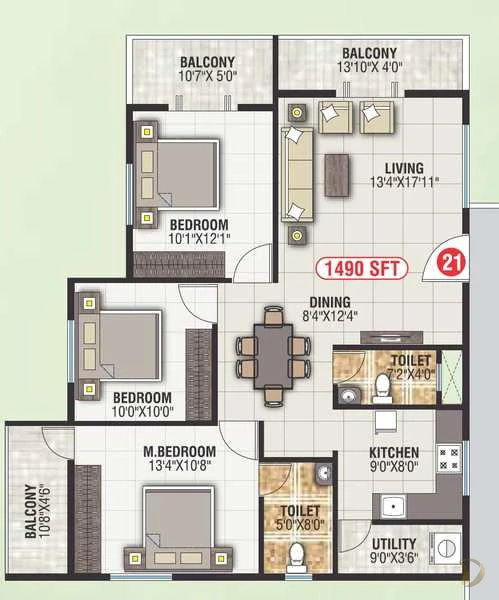 BALCONY
10'7"X 5'0"
BALCONY
13'10"X 4'0"
LIVING
13'4"X17'11"
BEDROOM
10'1"X12'1"
1490 SFT
21
DINING
8'4"X12'4"
TOILET
7'2"X4'0"
BEDROOM
10'0"X10'0"
M.BEDROOM
13'4"X10'8"
KITCHEN
9'0"X8'0"
BALCONY
10'8"X4'6"
TOILET
5'0"X8'0"
UTILITY
9'0"X3'6"